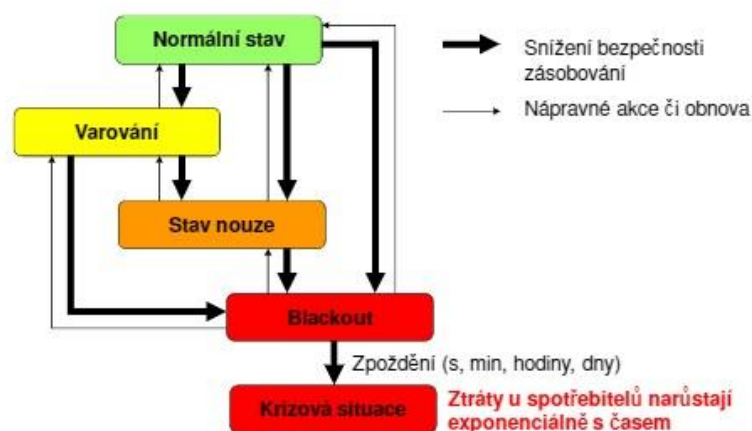 Normální stav
Snížení bezpečnosti
zásobování
Nápravné akce či obnova
Varování
Stav nouze
Blackout
Zpoždění (s, min, hodiny, dny)
Krizová situace
Ztráty u spotřebitelů narůstají
exponenciálně s časem